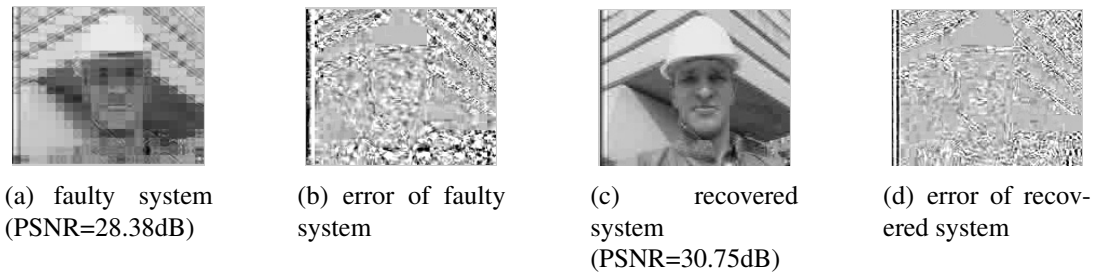 (a) faulty system
(PSNR=28.38dB)
(b) error of faulty
system
(c) recovered
system
(PSNR=30.75dB)
(d) error of recov-
ered system